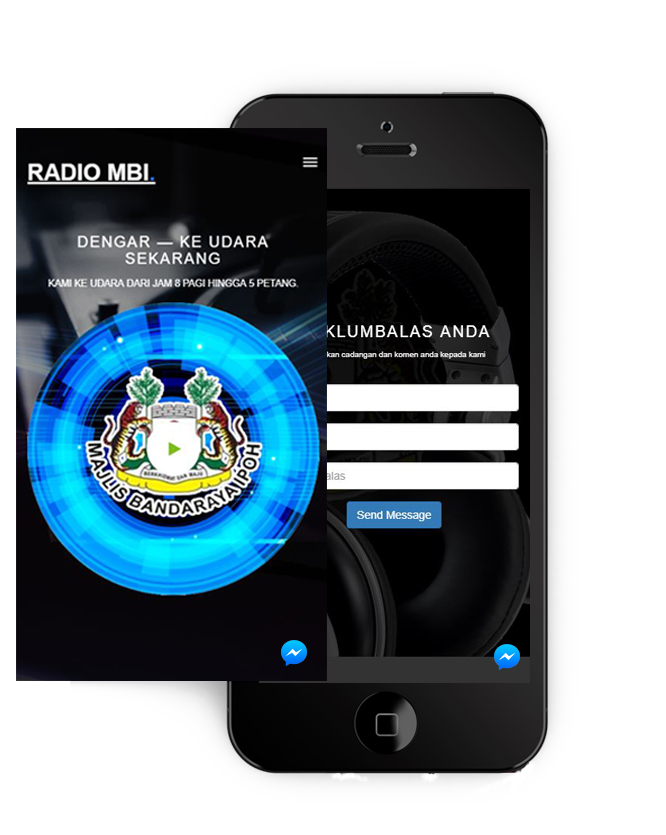 RADIO MBI.
DENGAR — KE UDARA
SEKARANG
KAMI KE UDARA DARI JAM 8 PAGI HINGGA 5 PETANG.
BERKHIDMAT DAN MAJU
MAJLIS BANDARAYA IPOH
KLUMBALAS ANDA
kan cadangan dan komen anda kepada kami
alas
Send Message